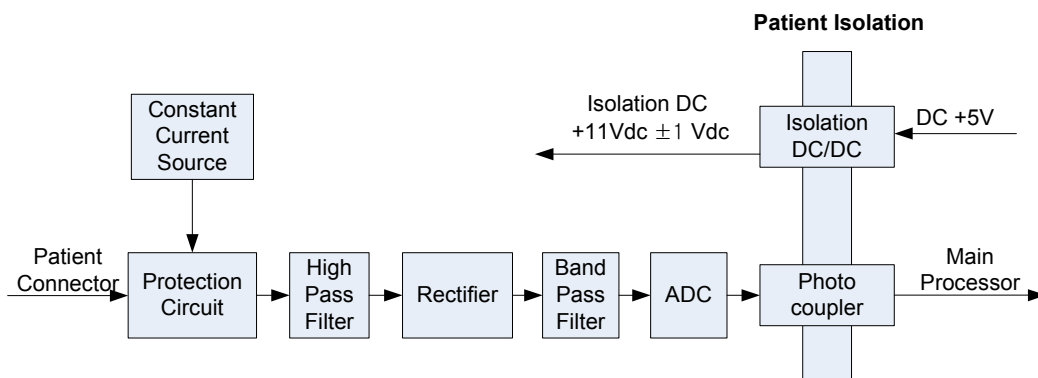 Patient Isolation
Constant
Current
Source
Isolation DC
+11Vdc ±1 Vdc
Isolation
DC/DC
DC +5V
Patient
Connector
Protection
Circuit
High
Pass
Filter
Rectifier
Band
Pass
Filter
ADC
Photo
coupler
Main
Processor